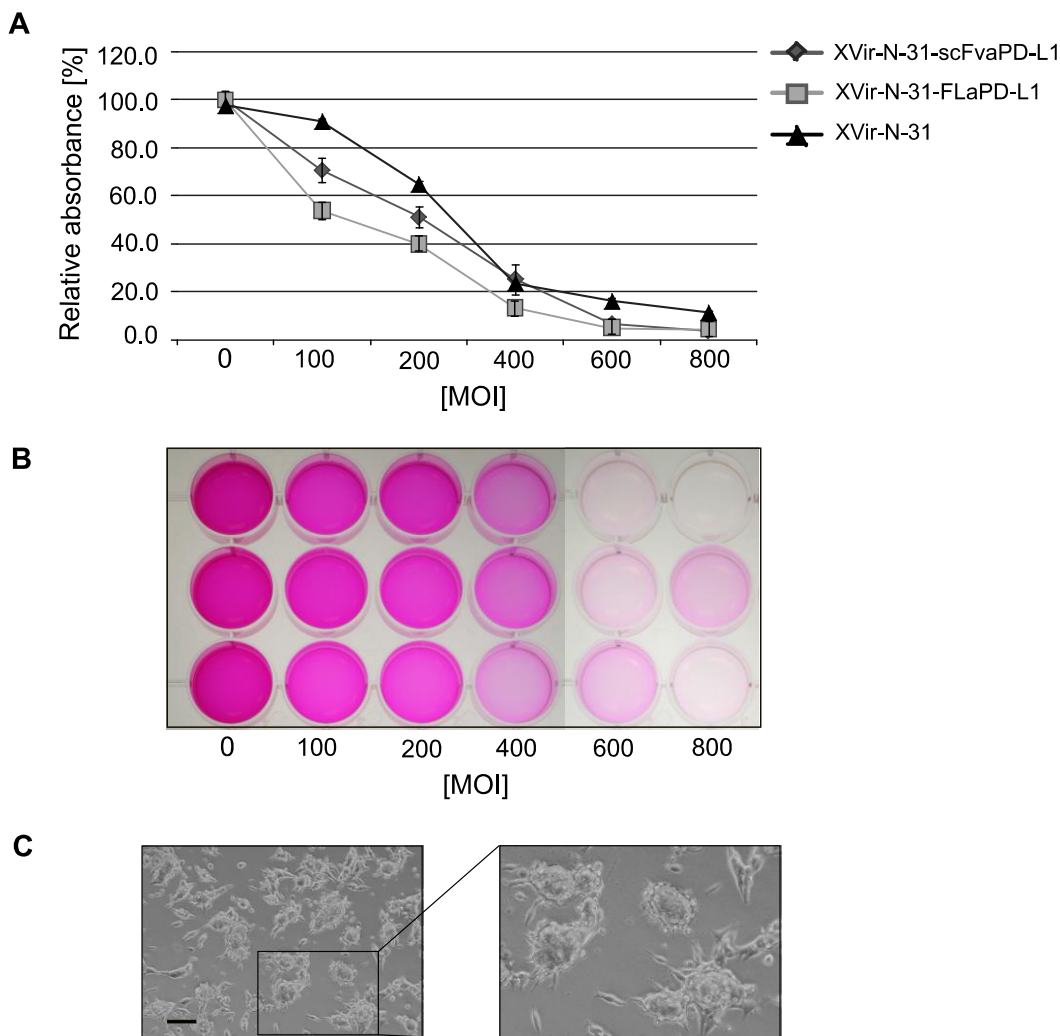 A
Relative absorbance [%]
120.0
100.0
80.0
60.0
40.0
20.0
0.0
0 100 200 400 600 800
[MOI]
XVir-N-31-scFvaPD-L1
XVir-N-31-FLaPD-L1
XVir-N-31
B
0 100 200 400 600 800
[MOI]
C